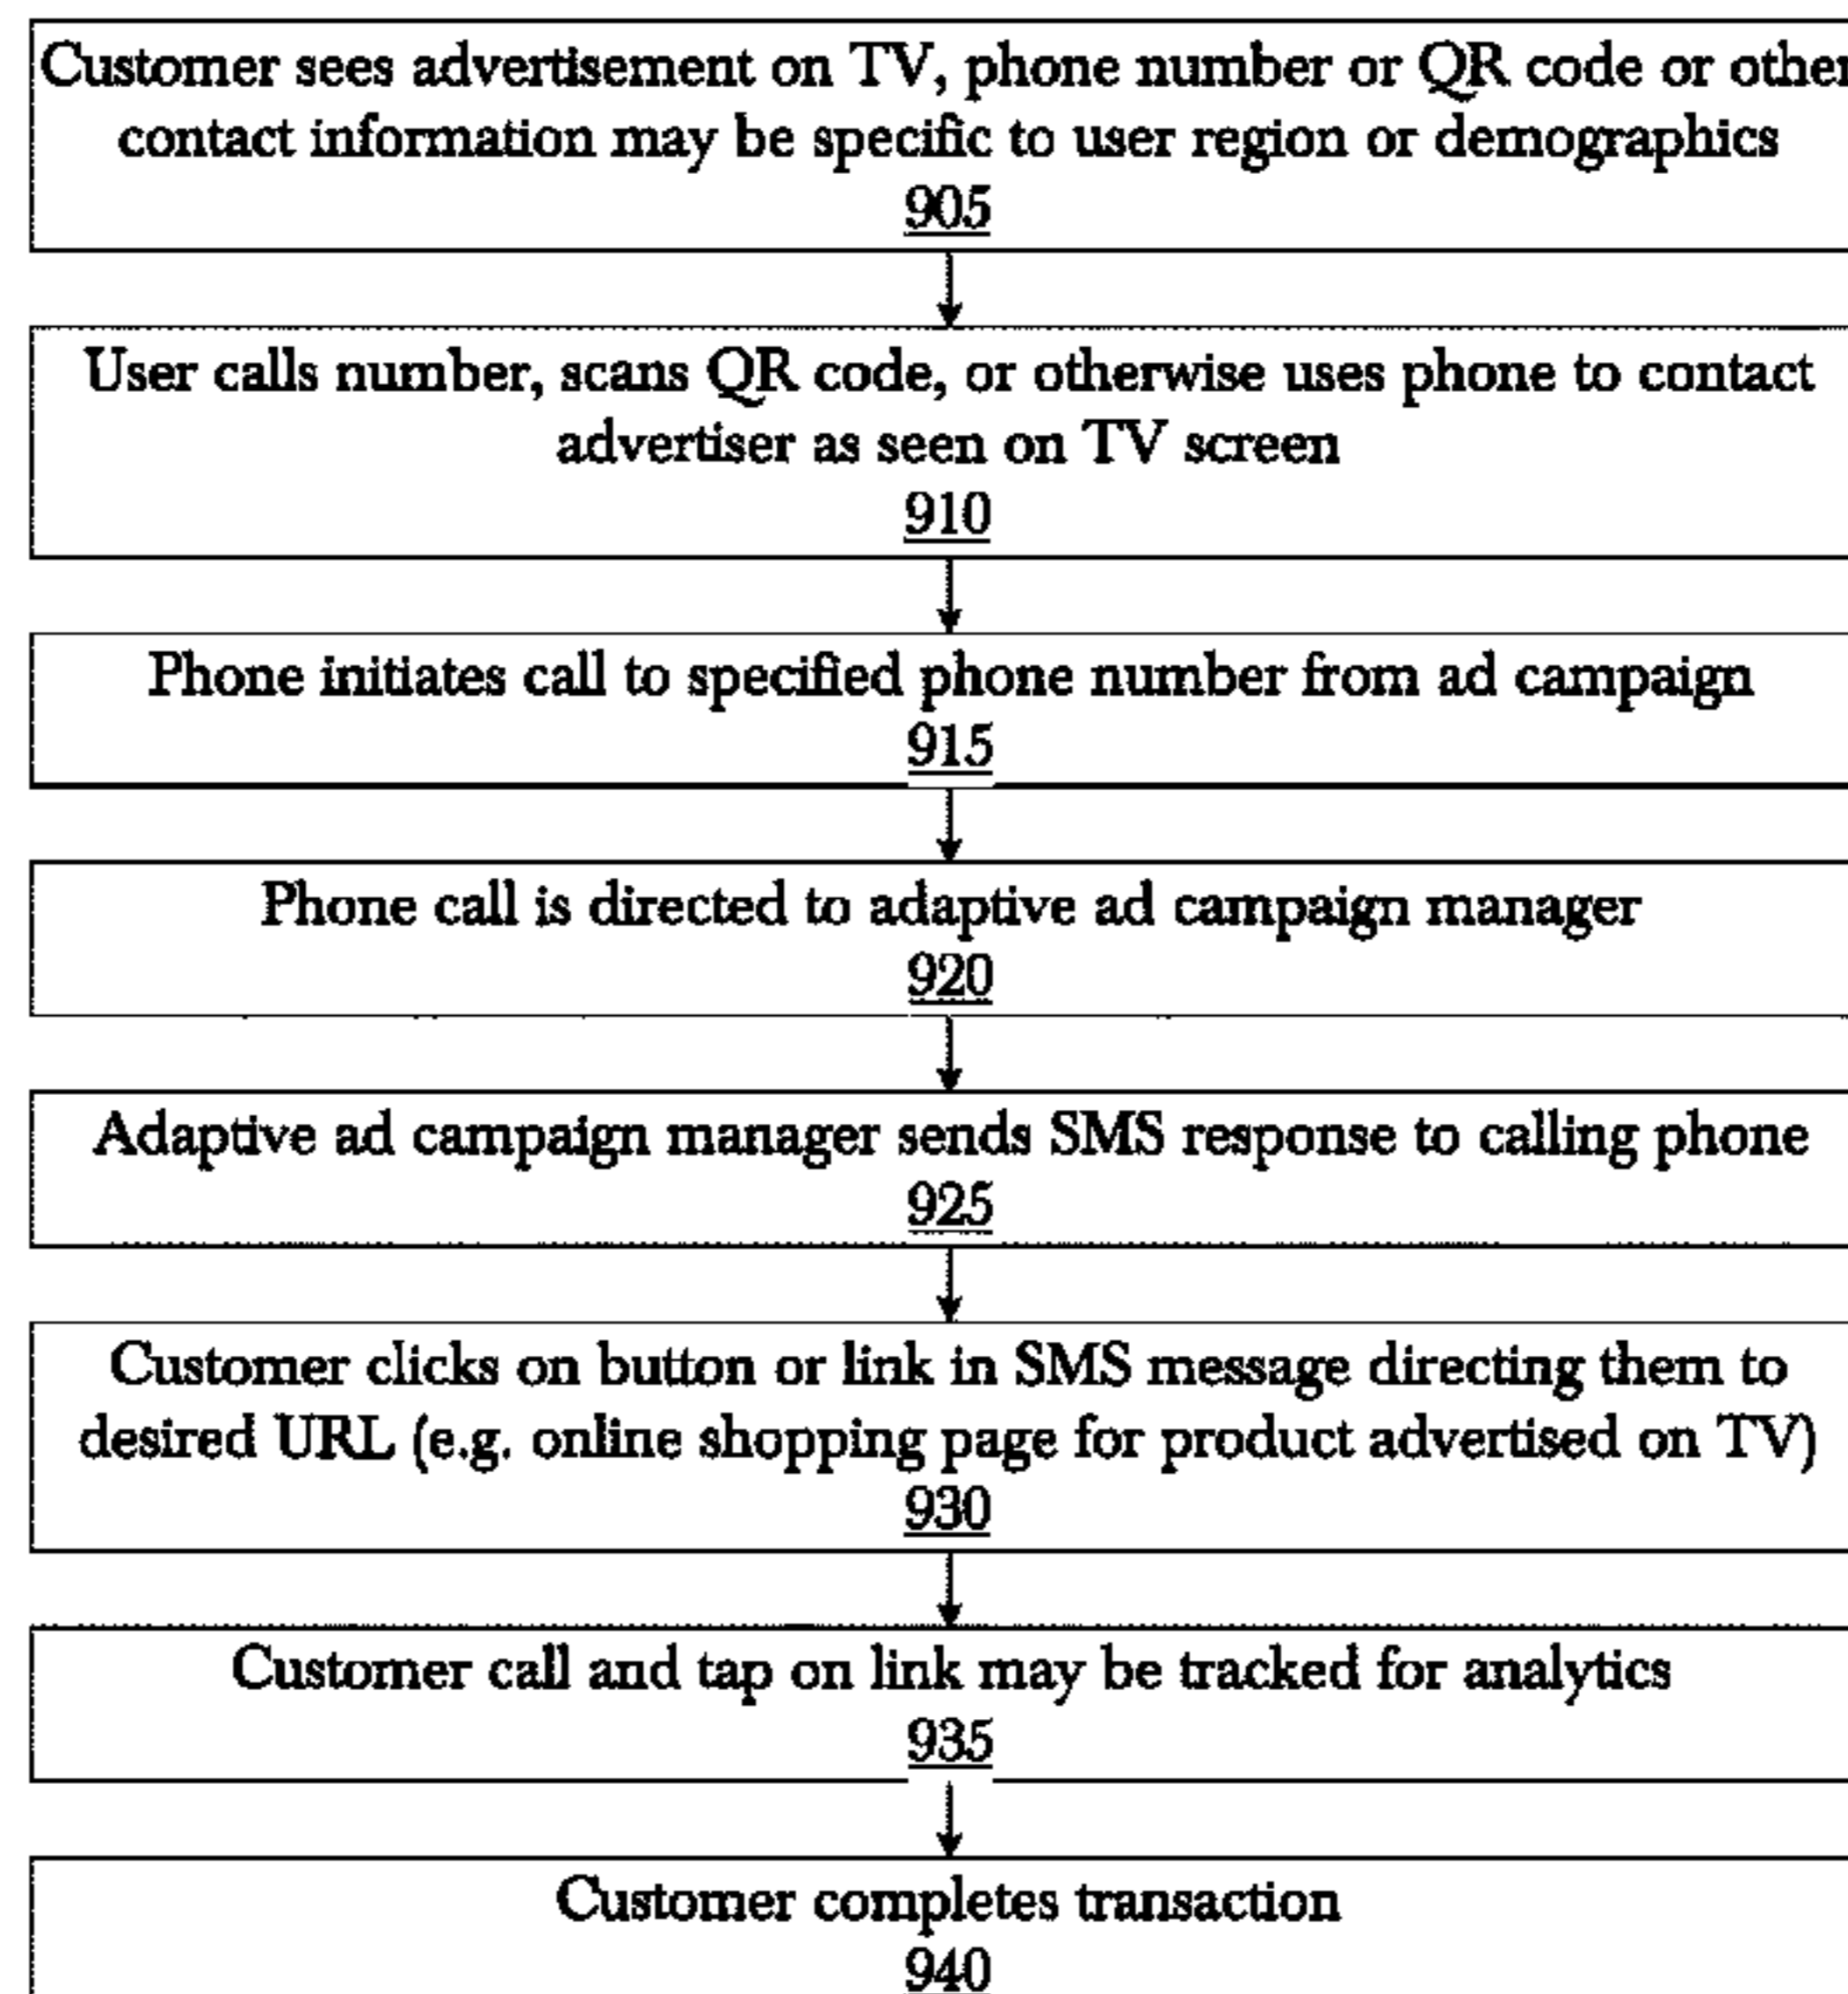 Customer sees advertisement on TV, phone number or QR code or other
contact information may be specific to user region or demographics
905
User calls number, scans QR code, or otherwise uses phone to contact
advertiser as seen on TV screen
910
Phone initiates call to specified phone number from ad campaign
915
Phone call is directed to adaptive ad campaign manager
920
Adaptive ad campaign manager sends SMS response to calling phone
925
Customer clicks on button or link in SMS message directing them to
desired URL (e.g. online shopping page for product advertised on TV)
930
Customer call and tap on link may be tracked for analytics
935
Customer completes transaction
940